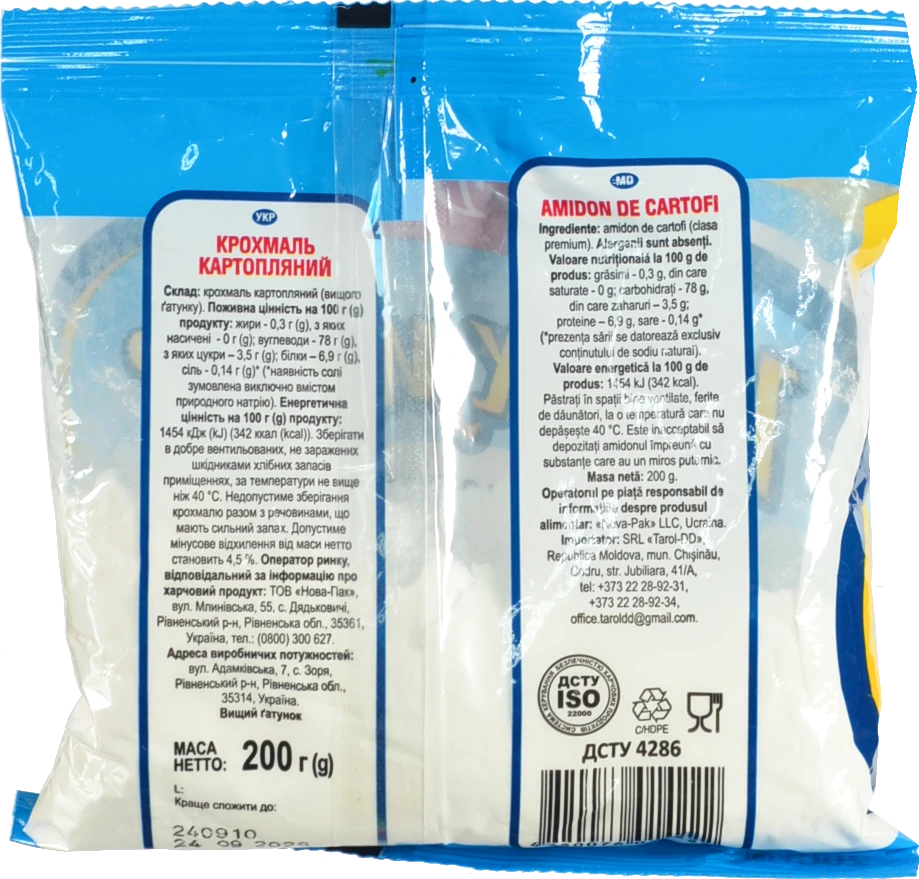 УКР
КРОХМАЛЬ
КАРТОПЛЯНИЙ
Склад: крохмаль картопляний (вищого
ґатунку). Поживна цінність на 100 г (g)
продукту: жири - 0,3 г (g), з яких
насичені - 0 г (g); вуглеводи - 78 г (g),
з яких цукри – 3,5 г (g); білки – 6,9 г (g),
сіль - 0,14 г (g)* (*наявність солі
зумовлена виключно вмістом
природного натрію). Енергетична
цінність на 100 г (g) продукту:
1454 кДж (kJ) (342 ккал (kcal)). Зберігати
в добре вентильованих, не заражених
шкідниками хлібних запасів
приміщеннях, за температури не вище
ніж 40 °С. Недопустиме зберігання
крохмалю разом з речовинами, що
мають сильний запах. Допустиме
мінусове відхилення від маси нетто
становить 4,5 %. Оператор ринку,
відповідальний за інформацію про
харчовий продукт: ТОВ «Нова-Пак»,
вул. Млинівська, 55, с. Дядьковичі,
Рівненський р-н, Рівненська обл., 35361,
Україна, тел.: (0800) 300 627.
Адреса виробничих потужностей:
вул. Адамківська, 7, с. Зоря,
Рівненський р-н, Рівненська обл.,
35314, Україна.
Вищий ґатунок
МАСА
НЕТТО: 200 г (g)
L:
Краще спожити до:
240910
24 09
MD
AMIDON DE CARTOFI
Ingrediente: amidon de cartofi (clasa
premium). Alergenii sunt absenți.
Valoare nutrițională la 100 g de
produs: grăsimi - 0,3 g, din care
saturate - 0 g; carbohidrați - 78 g,
din care zaharuri – 3,5 g;
proteine – 6,9 g, sare - 0,14 g*
(*prezența sării se datorează exclusiv
conținutului de sodiu natural).
Valoare energetică la 100 g de
produs: 1454 kJ (342 kcal).
Păstrați în spații bine ventilate, ferite
de dăunători, la o temperatură care nu
depășește 40 °C. Este inacceptabil să
depozitați amidonul împreună cu
substanțe care au un miros puternic.
Masa netă: 200 g.
Operatorul pe piață responsabil de
informațiile despre produsul
alimentar: «Nova-Pak» LLC, Ucraina.
Importator: SRL «Tarol-DD»,
Republica Moldova, mun. Chișinău,
Codru, str. Jubiliara, 41/A,
tel: +373 22 28-92-31,
+373 22 28-92-34,
office.taroldd@gmail.com.
СИСТЕМА КЕРУВАННЯ БЕЗПЕЧНІСТЮ ХАРЧОВИХ ПРОДУКТІВ
ДСТУ
ISO
22000
C/HDPE
ДСТУ 4286